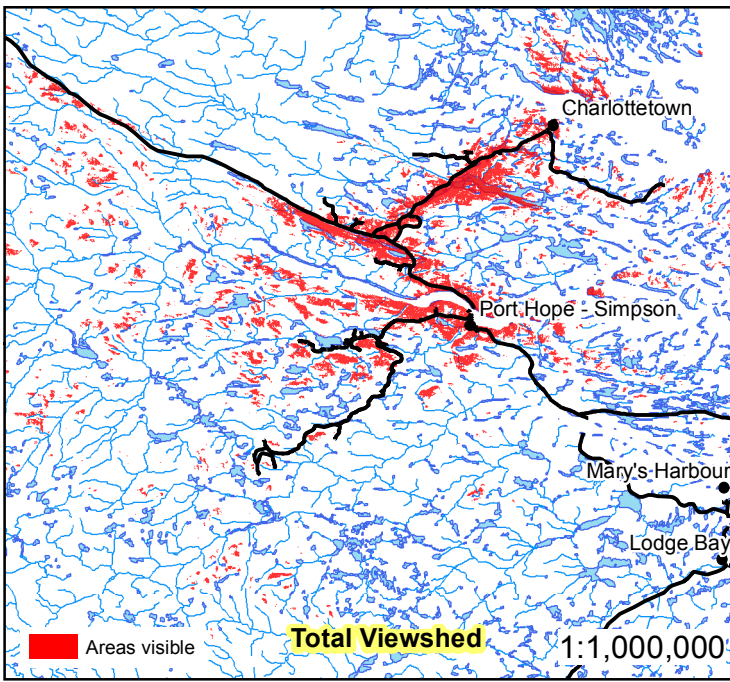 Charlottetown
Port Hope - Simpson
Mary's Harbour
Lodge Bay
Areas visible
Total Viewshed
1:1,000,000